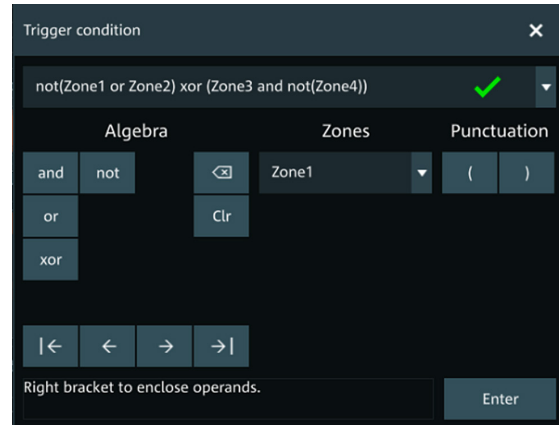 Trigger condition
not(Zone1 or Zone2) xor (Zone3 and not(Zone4))
Algebra Zones Punctuation
and not Zone1 ( )
or Clr
xor
Right bracket to enclose operands.
Enter